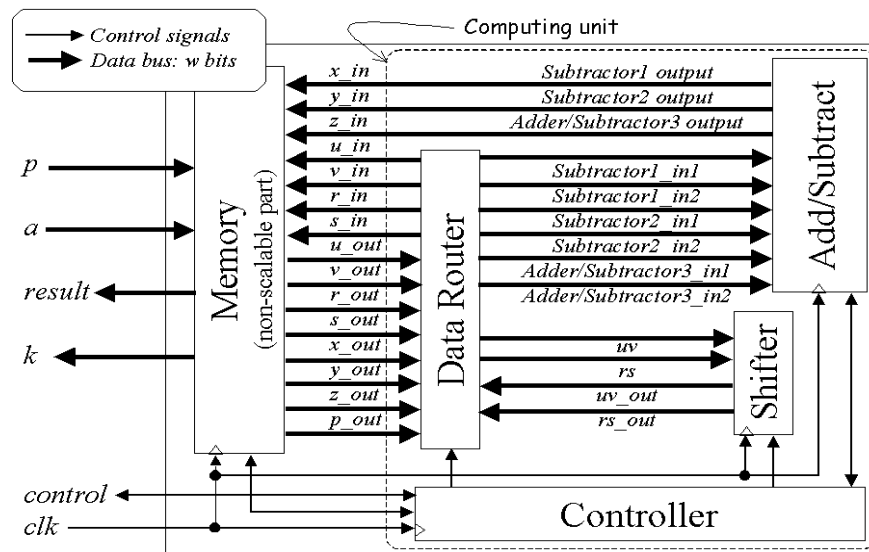 Computing unit
Control signals
Data bus: w bits
x_in
y_in
z_in
u_in
v_in
r_in
s_in
u_out
v_out
r_out
s_out
x_out
y_out
z_out
p_out
Subtractor1 output
Subtractor2 output
Adder/Subtractor3 output
Subtractor1_in1
Subtractor1_in2
Subtractor2_in1
Subtractor2_in2
Adder/Subtractor3_in1
Adder/Subtractor3_in2
uv
rs
uv_out
rs_out
p
a
result
k
control
clk
Memory
(non-scalable part)
Data Router
Add/Subtract
Shifter
Controller